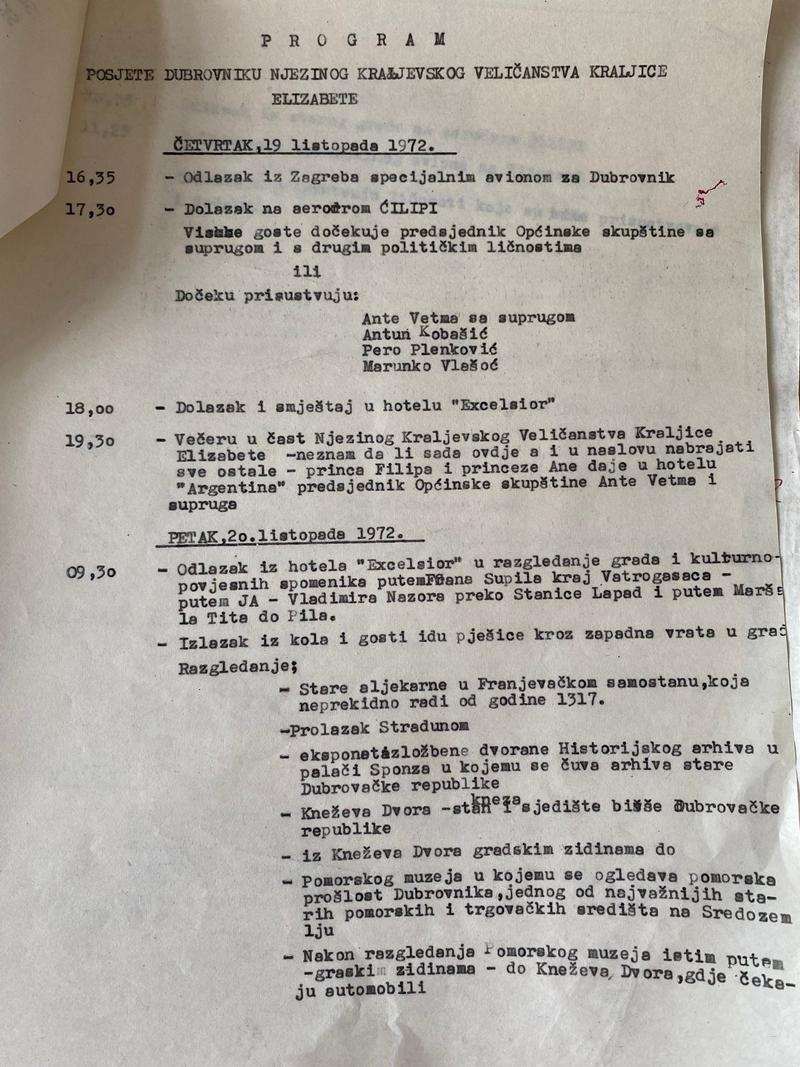 P R O G R A M
POSJETE DUBROVNIKU NJEZINOG KRALJEVSKOG VELIČANSTVA KRALJICE
ELIZABETE
ČETVRTAK,19 listopada 1972.
16,35 - Odlazak iz Zagreba specijalnim avionom za Dubrovnik
17,3o - Dolazak na aerodrom ĆILIPI
goste dočekuje predsjednik Općinske skupštine sa
suprugom i s drugim političkim ličnostima
ili
Dočeku prisustvuju:
Ante Vetma sa suprugom
Antun Kobašić
Pero Plenković
Marunko Vlašoć
18,oo - Dolazak i smještaj u hotelu "Excelsior"
19,3o - Večeru u čast Njezinog Kraljevskog Veličanstva Kraljice
Elizabete -neznam da li sada ovdje a i u naslovu nabrajati
sve ostale - princa Filipa i princeze Ane daje u hotelu
"Argentina" predsjednik Općinske skupštine Ante Vetma i
supruga
PETAK,2o.listopada 1972.
o9,3o - Odlazak iz hotela "Excelsior" u razgledanje grada i kulturno-
povjesnih spomenika putem Supila kraj Vatrogasaca -
putem JA - Vladimira Nazora preko Stanice Lapad i putem Marša
la Tita do Pila.
- Izlazak iz kola i gosti idu pješice kroz zapadna vrata u grad
Razgledanje;
- Stare aljekarne u Franjevačkom samostanu,koja
neprekidno radi od godine 1317.
-Prolazak Stradunom
- eksponata izložbene dvorane Historijskog arhiva u
palači Sponza u kojemu se čuva arhiva stare
Dubrovačke republike
- Kneževa Dvora -stan kneza i sjedište bivše Dubrovačke
republike
- iz Kneževa Dvora gradskim zidinama do
- Pomorskog muzeja u kojemu se ogledava pomorska
prošlost Dubrovnika,jednog od najvažnijih sta-
rih pomorskih i trgovačkih središta na Sredozem
lju
- Nakon razgledanja Pomorskog muzeja istim putem
-graskim zidinama - do Kneževa Dvora,gdje čeka-
ju automobili